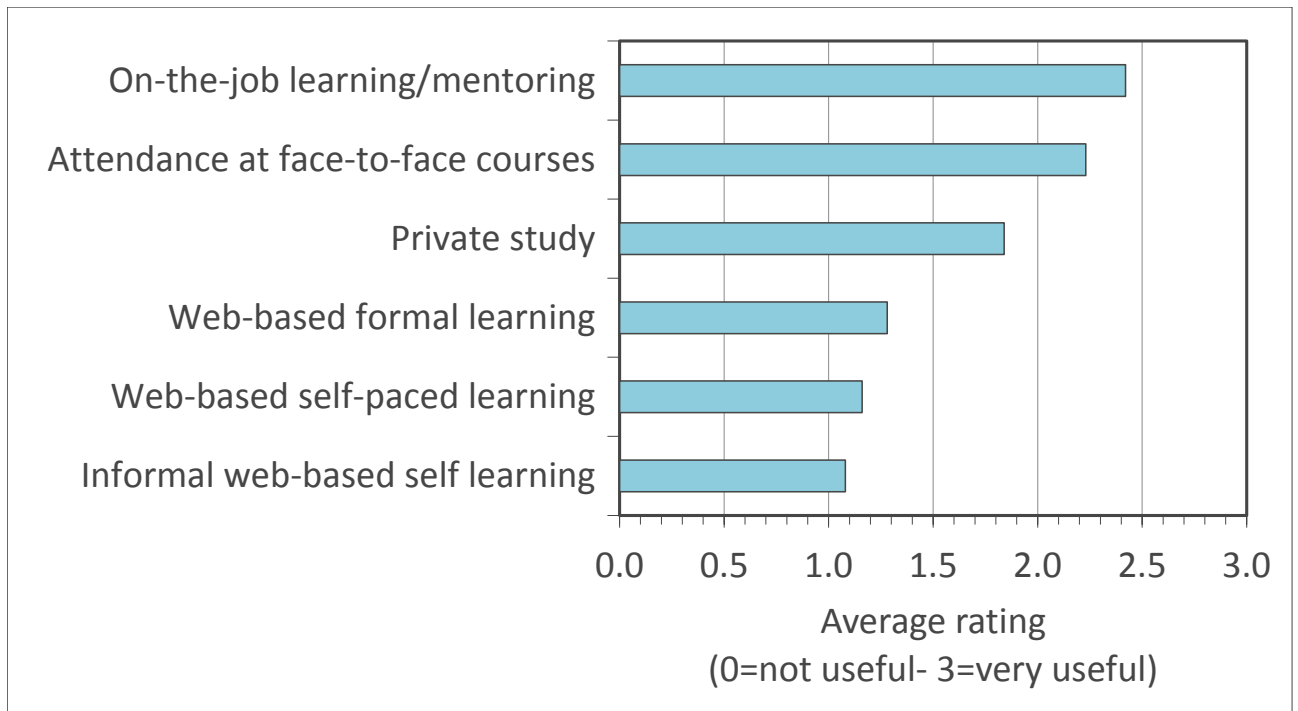 On-the-job learning/mentoring
Attendance at face-to-face courses
Private study
Web-based formal learning
Web-based self-paced learning
Informal web-based self learning
0.0 0.5 1.0 1.5 2.0 2.5 3.0
Average rating
(0=not useful- 3=very useful)